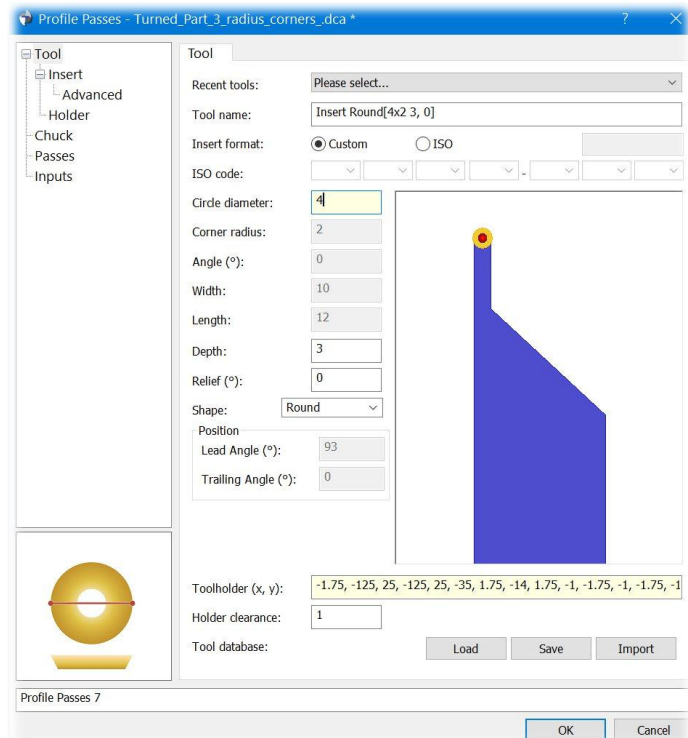 Profile Passes - Turned_Part_3_radius_corners_.dca *
?
Tool
Insert
Advanced
Holder
Chuck
Passes
Inputs
Tool
Recent tools: Please select...
Tool name: Insert Round[4x2 3, 0]
Insert format: Custom ISO
ISO code: -
Circle diameter: 4
Corner radius: 2
Angle (º): 0
Width: 10
Length: 12
Depth: 3
Relief (º): 0
Shape: Round
Position
Lead Angle (º): 93
Trailing Angle (º): 0
Toolholder (x, y): -1.75, -125, 25, -125, 25, -35, 1.75, -14, 1.75, -1, -1.75, -1, -1.75, -1
Holder clearance: 1
Tool database: Load Save Import
Profile Passes 7
OK Cancel